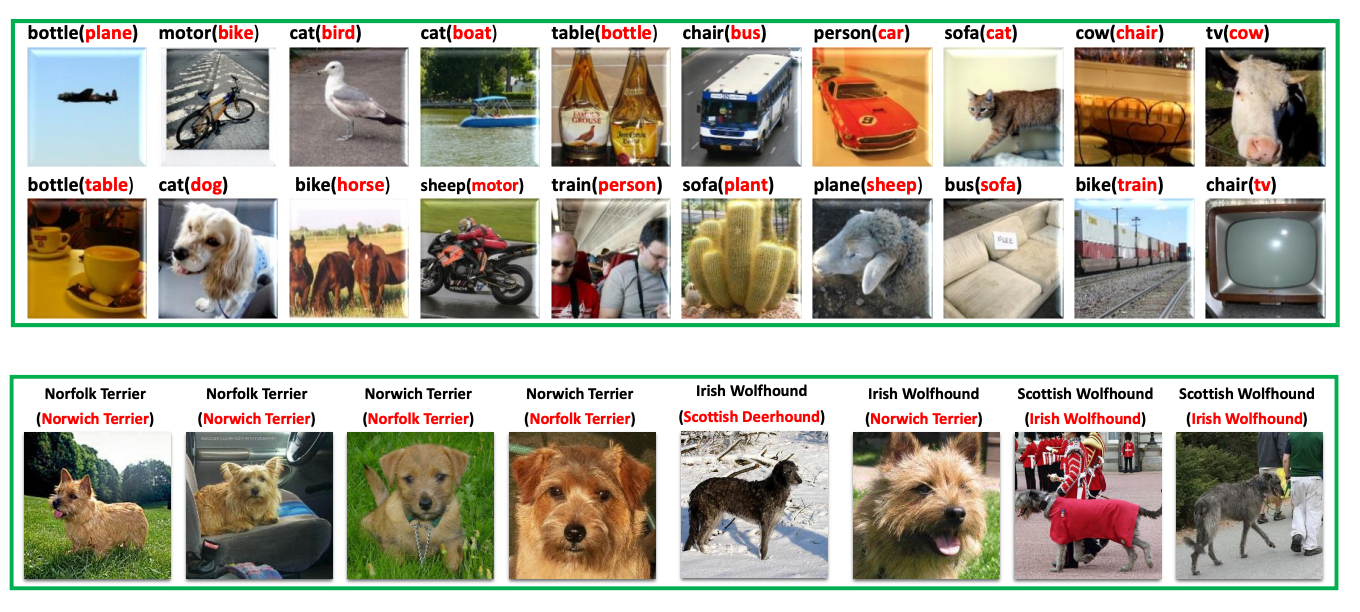 bottle(plane) motor(bike) cat(bird) cat(boat) table(bottle) chair(bus) person(car) sofa(cat) cow(chair) tv(cow)
GROUSE
8
bottle(table) cat(dog) bike(horse) sheep(motor) train(person) sofa(plant) plane(sheep) bus(sofa) bike(train) chair(tv)
FREE
Norfolk Terrier Norfolk Terrier Norwich Terrier Norwich Terrier Irish Wolfhound Irish Wolfhound Scottish Wolfhound Scottish Wolfhound
(Norwich Terrier) (Norwich Terrier) (Norfolk Terrier) (Norfolk Terrier) (Scottish Deerhound) (Norwich Terrier) (Irish Wolfhound) (Irish Wolfhound)